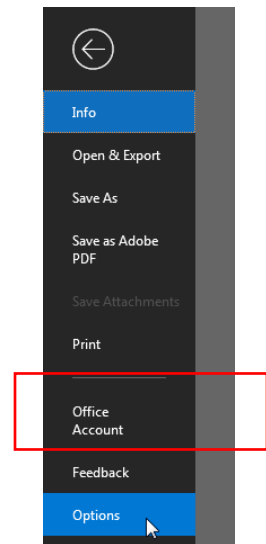 Info
Open & Export
Save As
Save as Adobe
PDF
Save Attachments
Print
Office
Account
Feedback
Options